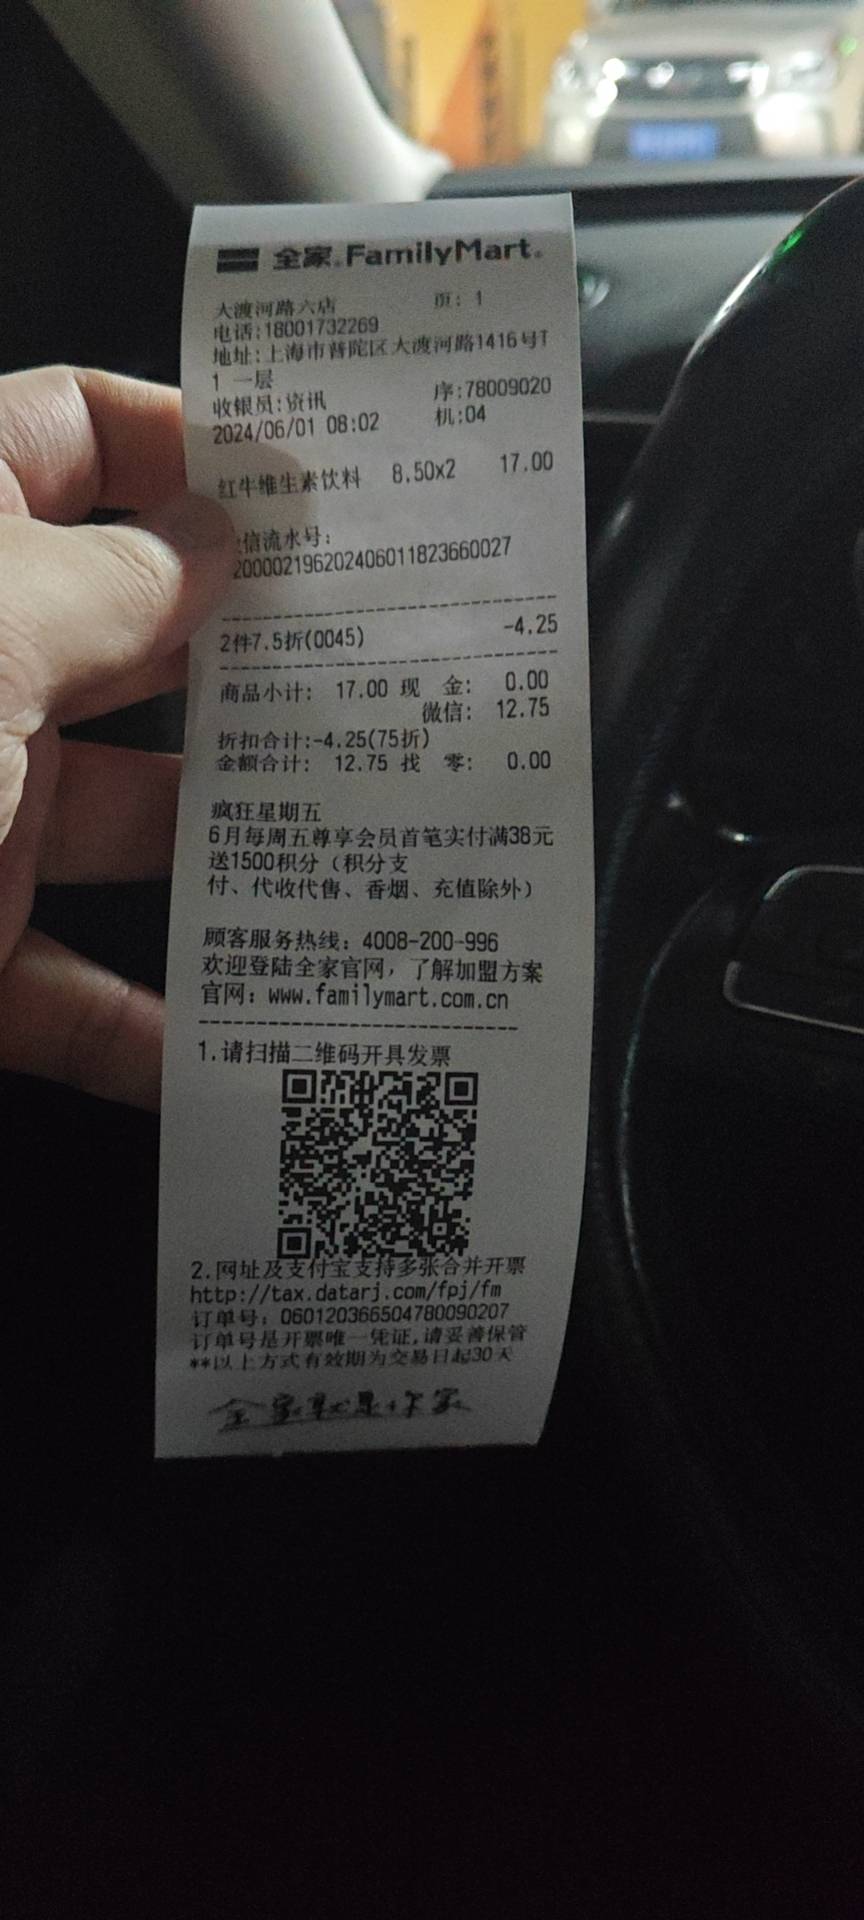 全家 FamilyMart
大渡河路六店 页: 1
电话:18001732269
地址:上海市普陀区大渡河路1416号T
1 一层
收银员:资讯 序:78009020
2024/06/01 08:02 机:04
红牛维生素饮料 8.50x2 17.00
信流水号:
200002196202406011823660027
2件7.5折(0045) -4.25
商品小计: 17.00 现 金: 0.00
微信: 12.75
折扣合计:-4.25(75折)
金额合计: 12.75 找 零: 0.00
疯狂星期五
6月每周五尊享会员首笔实付满38元
送1500积分（积分支
付、代收代售、香烟、充值除外）
顾客服务热线: 4008-200-996
欢迎登陆全家官网，了解加盟方案
官网: www.familymart.com.cn
1.请扫描二维码开具发票
2.网址及支付宝支持多张合并开票
http://tax.datarj.com/fpj/fm
订单号: 060120366504780090207
订单号是开票唯一凭证,请妥善保管
**以上方式有效期为交易日起30天
全家就是你家